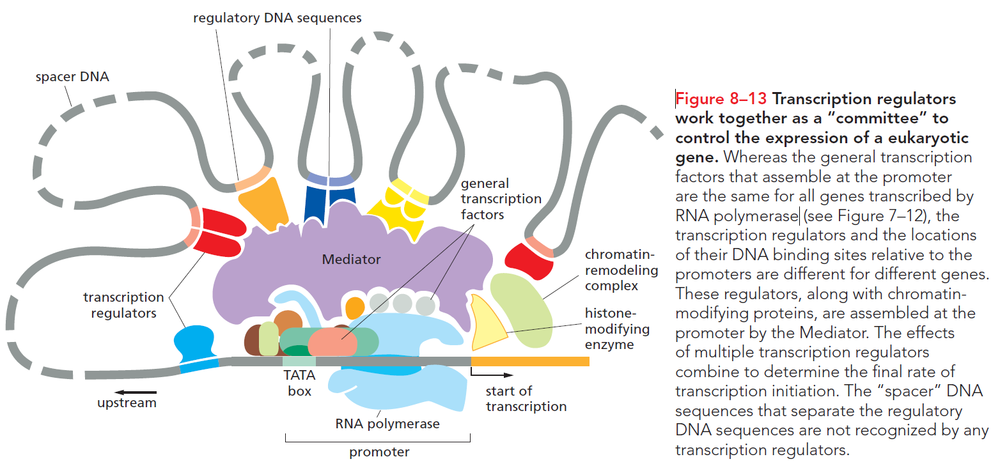 regulatory DNA sequences
spacer DNA
general
transcription
factors
Mediator
chromatin-
remodeling
complex
transcription
regulators
histone-
modifying
enzyme
TATA
box
start of
transcription
upstream
RNA polymerase
promoter
Figure 8–13 Transcription regulators
work together as a “committee” to
control the expression of a eukaryotic
gene. Whereas the general transcription
factors that assemble at the promoter
are the same for all genes transcribed by
RNA polymerase (see Figure 7–12), the
transcription regulators and the locations
of their DNA binding sites relative to the
promoters are different for different genes.
These regulators, along with chromatin-
modifying proteins, are assembled at the
promoter by the Mediator. The effects
of multiple transcription regulators
combine to determine the final rate of
transcription initiation. The “spacer” DNA
sequences that separate the regulatory
DNA sequences are not recognized by any
transcription regulators.